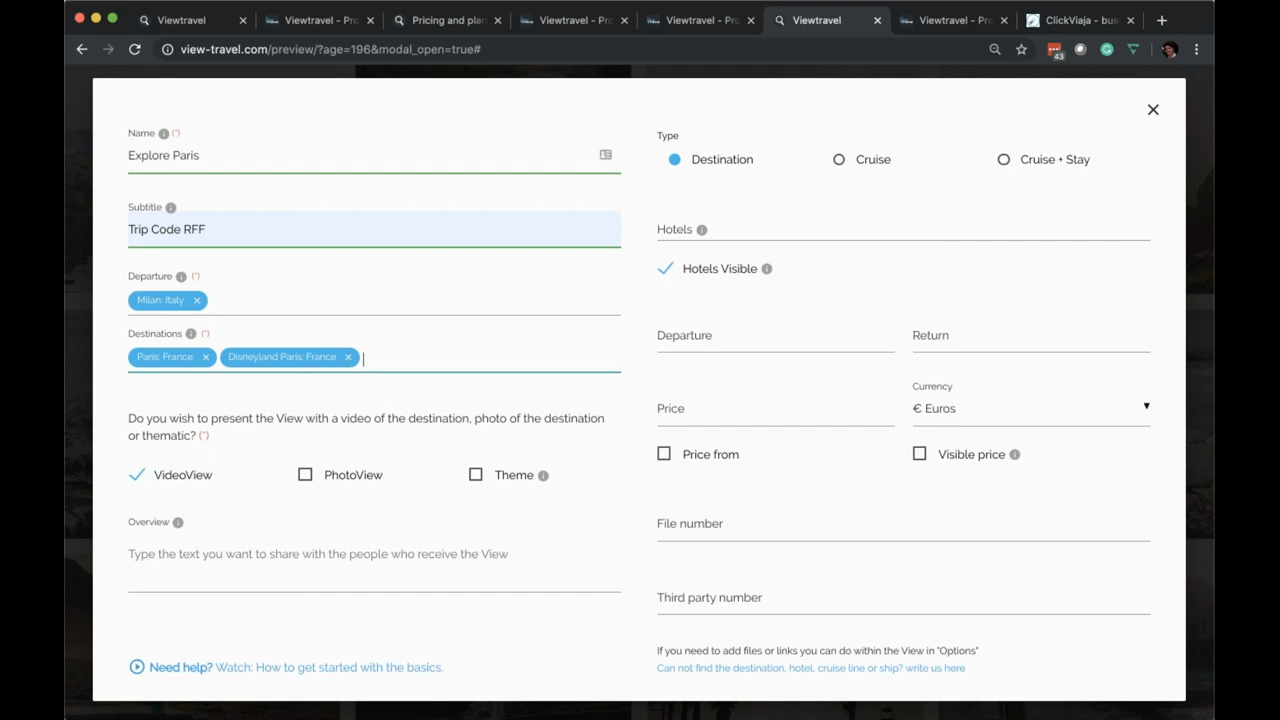 Viewtravel
Viewtravel - Pro
Pricing and plan
Viewtravel - Pro
Viewtravel - Pro
Viewtravel
Viewtravel - Pro
ClickViaja - bus
view-travel.com/preview/?age=196&modal_open=true#
43
Name (*)
Explore Paris
Subtitle
Trip Code RFF
Departure (*)
Milan: Italy
Destinations (*)
Paris: France Disneyland Paris: France
Do you wish to present the View with a video of the destination, photo of the destination
or thematic? (*)
VideoView PhotoView Theme
Overview
Type the text you want to share with the people who receive the View
Need help? Watch: How to get started with the basics.
Type
Destination Cruise Cruise + Stay
Hotels
Hotels Visible
Departure Return
Currency
Price € Euros
Price from Visible price
File number
Third party number
If you need to add files or links you can do within the View in "Options"
Can not find the destination, hotel, cruise line or ship? write us here